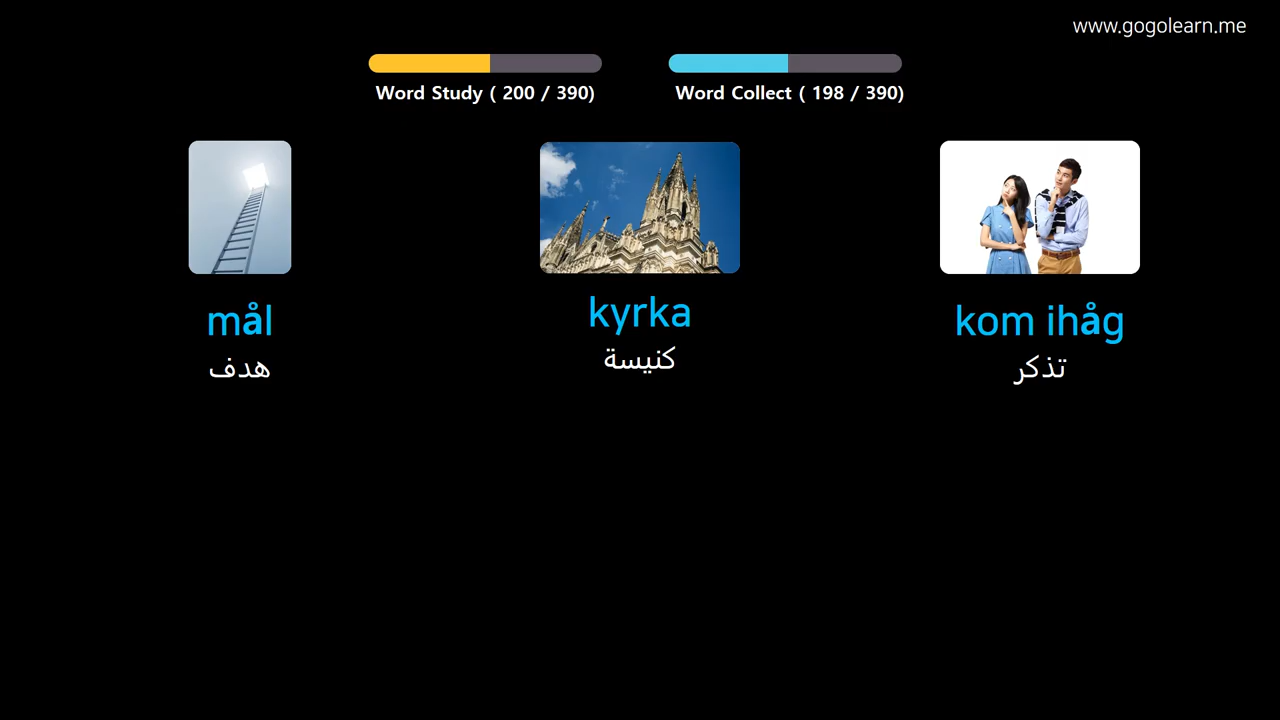 www.gogolearn.me
Word Study ( 200 / 390)
Word Collect ( 198 / 390)
mål
هدف
kyrka
كنيسة
kom ihåg
تذكر